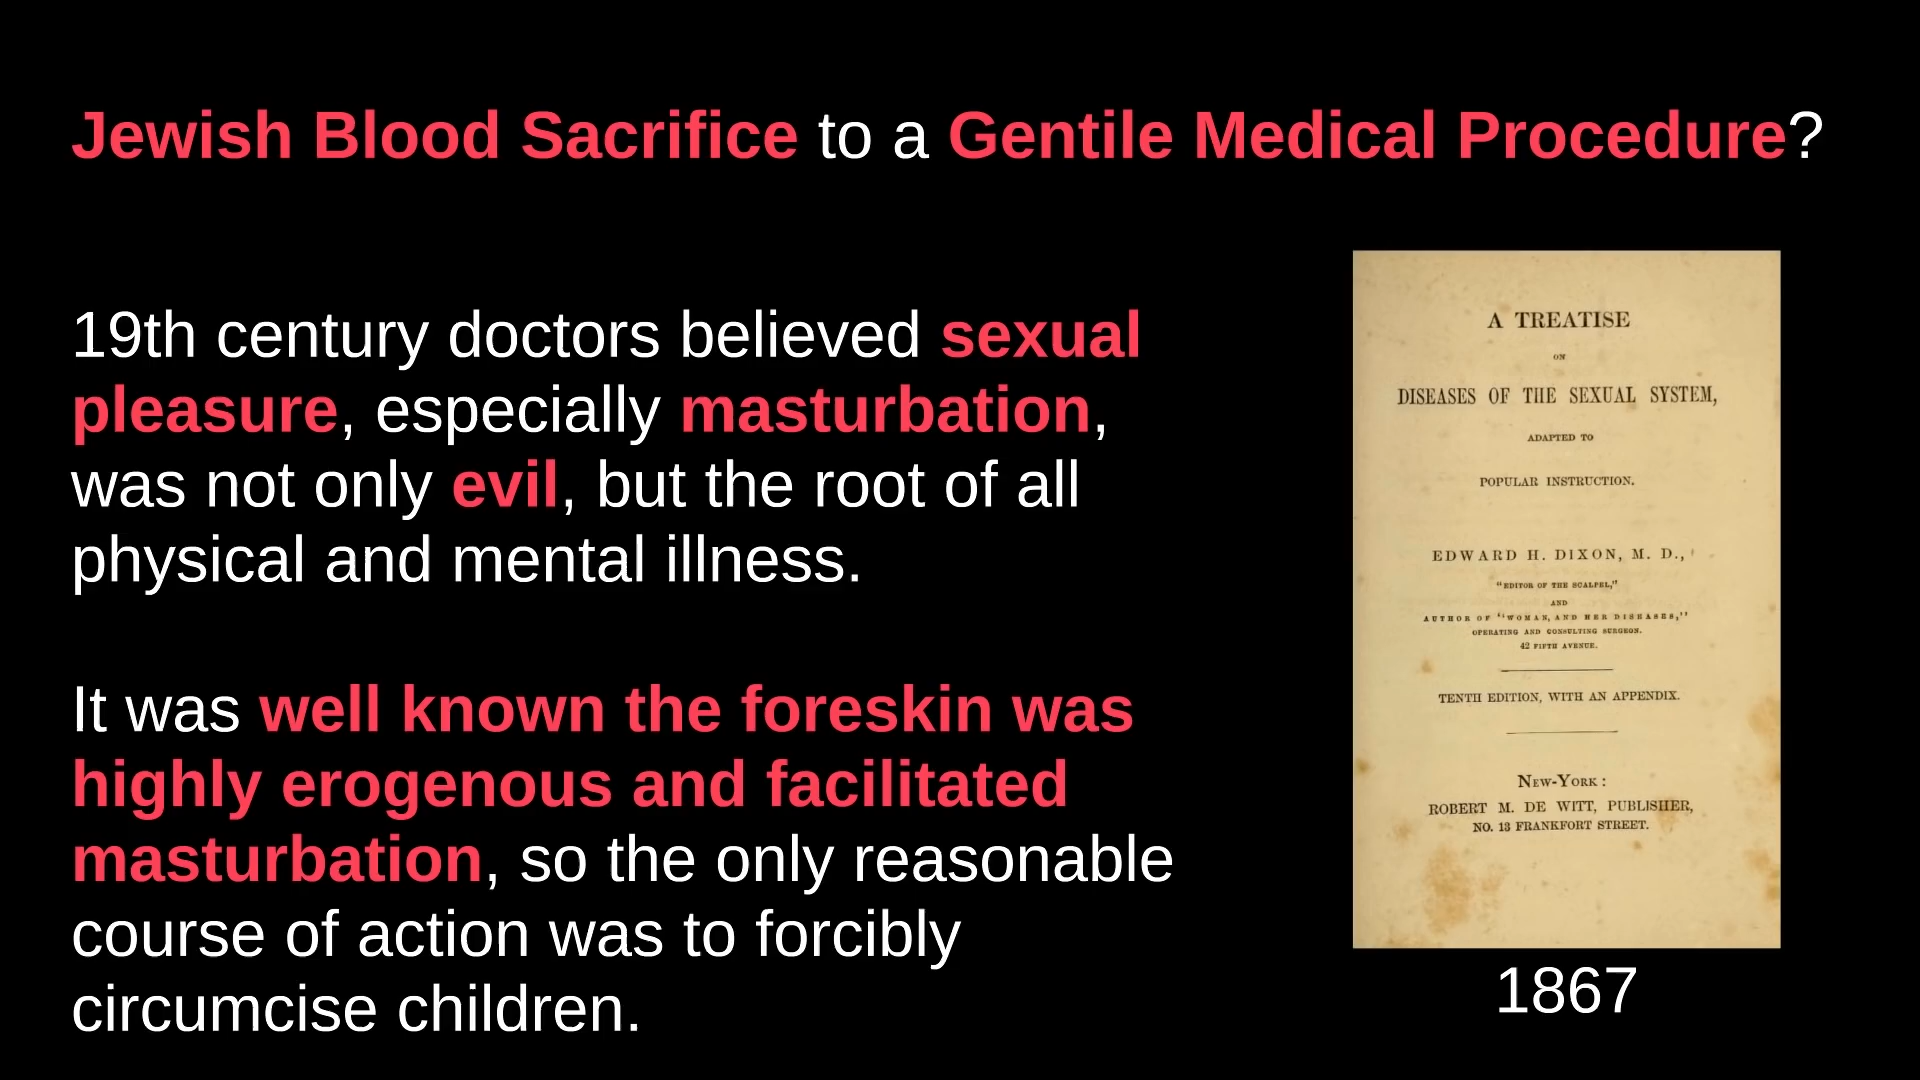 Jewish Blood Sacrifice to a Gentile Medical Procedure?
19th century doctors believed sexual
pleasure, especially masturbation,
was not only evil, but the root of all
physical and mental illness.
It was well known the foreskin was
highly erogenous and facilitated
masturbation, so the only reasonable
course of action was to forcibly
circumcise children.
A TREATISE
ON
DISEASES OF THE SEXUAL SYSTEM,
ADAPTED TO
POPULAR INSTRUCTION.
EDWARD H. DIXON, M. D.,
"EDITOR OF THE SCALPEL,"
AND
AUTHOR OF "WOMAN, AND HER DISEASES,"
OPERATING AND CONSULTING SURGEON.
42 FIFTH AVENUE.
TENTH EDITION, WITH AN APPENDIX.
NEW-YORK:
ROBERT M. DE WITT, PUBLISHER,
NO. 13 FRANKFORT STREET.
1867